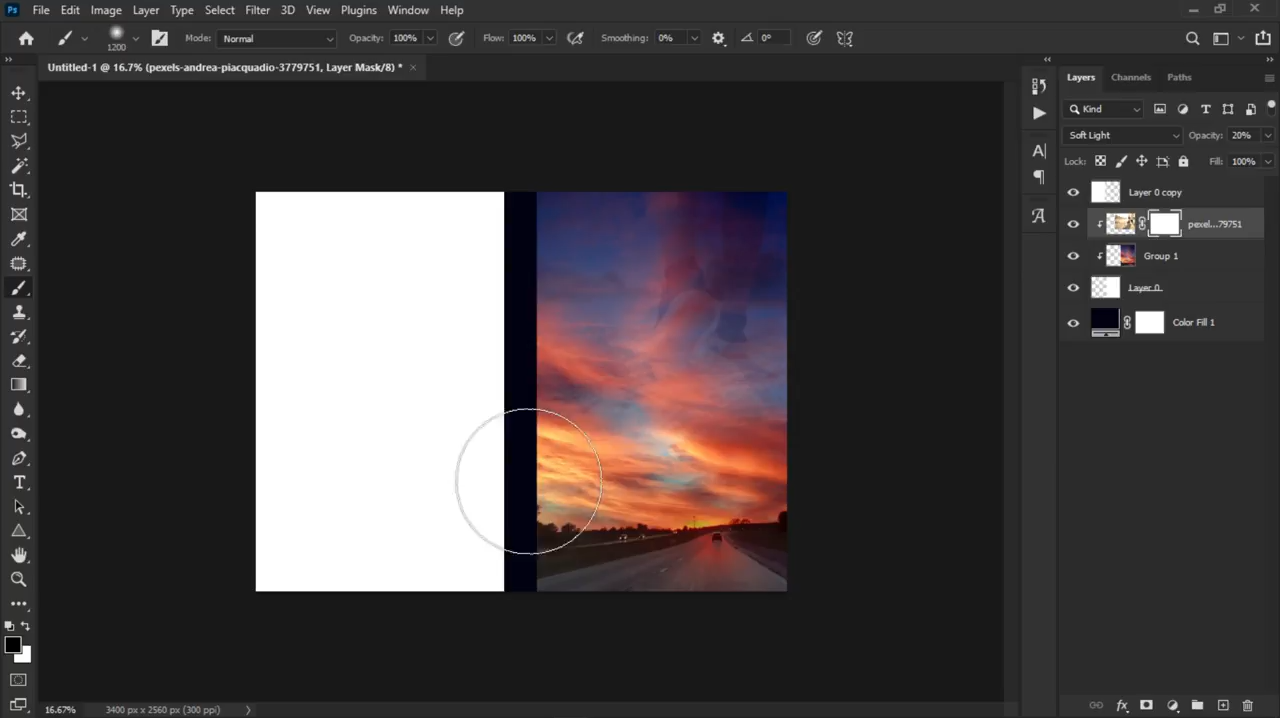 Ps File Edit Image Layer Type Select Filter 3D View Plugins Window Help
1200 Mode: Normal Opacity: 100% Flow: 100% Smoothing: 0% 0°
Untitled-1 @ 16.7% (pexels-andrea-piacquadio-3779751, Layer Mask/8) *
Layers Channels Paths
Kind
Soft Light Opacity: 20%
Lock: Fill: 100%
Layer 0 copy
pexel...79751
Group 1
Layer 0
Color Fill 1
16.67% 3400 px x 2560 px (300 ppi)